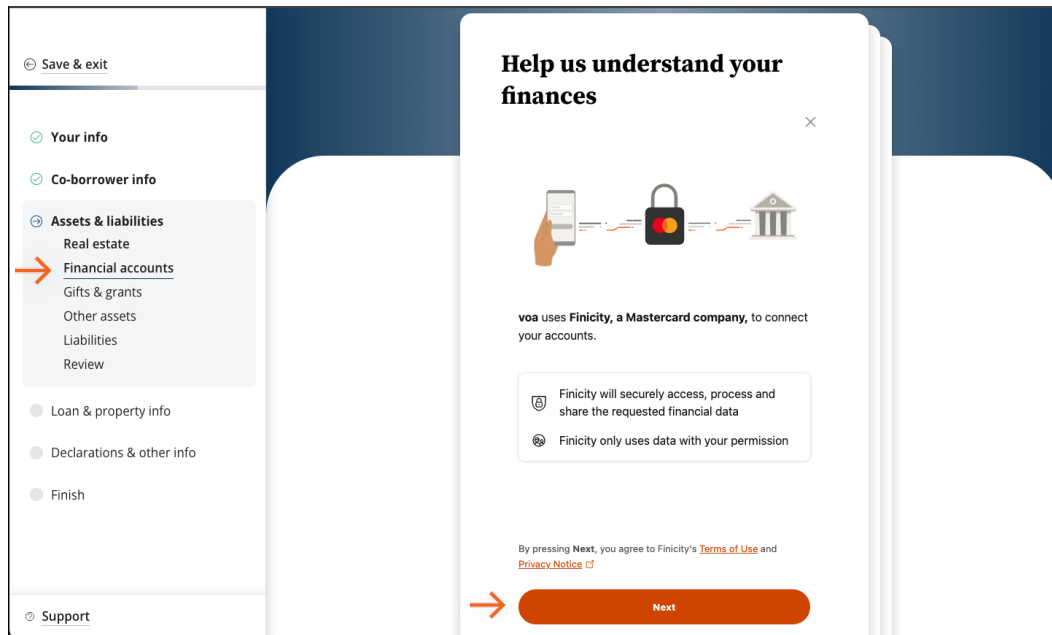 Save & exit
Your info
Co-borrower info
Assets & liabilities
Real estate
Financial accounts
Gifts & grants
Other assets
Liabilities
Review
Loan & property info
Declarations & other info
Finish
Support
Help us understand your
finances
voa uses Finicity, a Mastercard company, to connect
your accounts.
Finicity will securely access, process and
share the requested financial data
Finicity only uses data with your permission
By pressing Next, you agree to Finicity's Terms of Use and
Privacy Notice
Next